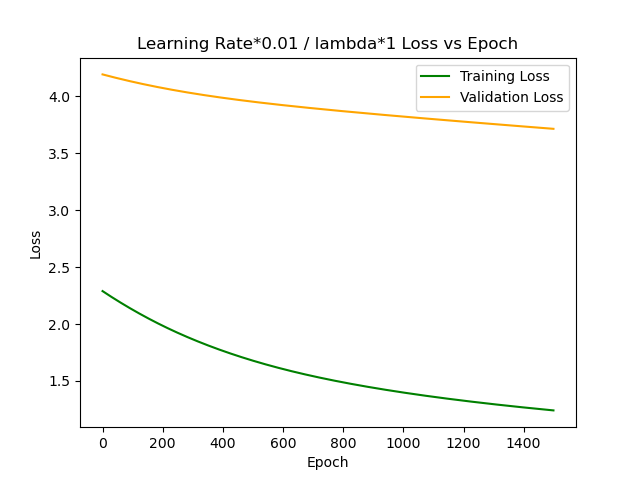 Learning Rate*0.01 / lambda*1 Loss vs Epoch
Training Loss
Validation Loss
4.0
3.5
3.0
2.5
2.0
1.5
Loss
0 200 400 600 800 1000 1200 1400
Epoch